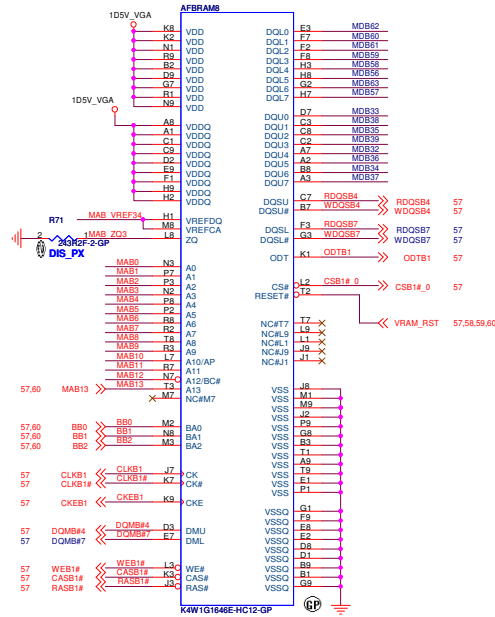 AFBRAM8
1D5V_VGA
K8 VDD
K2 VDD
N1 VDD
R9 VDD
B2 VDD
D9 VDD
G7 VDD
R1 VDD
N9 VDD
1D5V_VGA
A8 VDDQ
A1 VDDQ
C1 VDDQ
C9 VDDQ
D2 VDDQ
E9 VDDQ
F1 VDDQ
H9 VDDQ
H2 VDDQ
R71 MAB_VREF34 H1 VREFDQ
M8 VREFCA
2 1 MAB_ZQ3 L8 ZQ
243R2F-2-GP
DIS_PX
MAB0 N3 A0
MAB1 P7 A1
MAB2 P3 A2
MAB3 N2 A3
MAB4 P8 A4
MAB5 P2 A5
MAB6 R8 A6
MAB7 R2 A7
MAB8 T8 A8
MAB9 R3 A9
MAB10 L7 A10/AP
MAB11 R7 A11
MAB12 N7 A12/BC#
57,60 MAB13 MAB13 T3 A13
M7 NC#M7
57,60 BB0 BB0 M2 BA0
57,60 BB1 BB1 N8 BA1
57,60 BB2 BB2 M3 BA2
57 CLKB1 CLKB1 J7 CK
57 CLKB1# CLKB1# K7 CK#
57 CKEB1 CKEB1 K9 CKE
57 DQMB#4 DQMB#4 D3 DMU
57 DQMB#7 DQMB#7 E7 DML
57 WEB1# WEB1# L3 WE#
57 CASB1# CASB1# K3 CAS#
57 RASB1# RASB1# J3 RAS#
DQL0 E3 MDB62
DQL1 F7 MDB60
DQL2 F2 MDB61
DQL3 F8 MDB59
DQL4 H3 MDB58
DQL5 H8 MDB56
DQL6 G2 MDB63
DQL7 H7 MDB57
DQU0 D7 MDB33
DQU1 C3 MDB38
DQU2 C8 MDB35
DQU3 C2 MDB39
DQU4 A7 MDB32
DQU5 A2 MDB36
DQU6 B8 MDB34
DQU7 A3 MDB37
DQSU C7 RDQSB4 RDQSB4 57
DQSU# B7 WDQSB4 WDQSB4 57
DQSL F3 RDQSB7 RDQSB7 57
DQSL# G3 WDQSB7 WDQSB7 57
ODT K1 ODTB1 ODTB1 57
CS# L2 CSB1#_0 CSB1#_0 57
RESET# T2
VRAM_RST 57,58,59,60
NC#T7 T7
NC#L9 L9
NC#L1 L1
NC#J9 J9
NC#J1 J1
VSS J8
VSS M1
VSS M9
VSS J2
VSS P9
VSS G8
VSS B3
VSS T1
VSS A9
VSS T9
VSS E1
VSS P1
VSSQ G1
VSSQ F9
VSSQ E8
VSSQ E2
VSSQ D8
VSSQ D1
VSSQ B9
VSSQ B1
VSSQ G9
K4W1G1646E-HC12-GP
GP